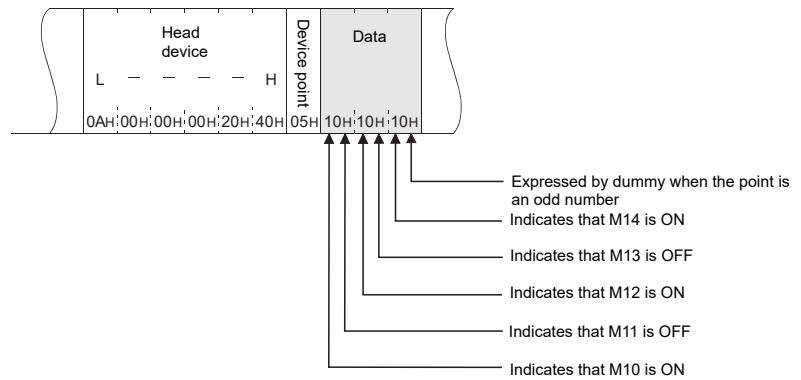 Head
device
Device point
Data
L – – – – H
0AH 00H 00H 00H 20H 40H 05H 10H 10H 10H
Expressed by dummy when the point is
an odd number
Indicates that M14 is ON
Indicates that M13 is OFF
Indicates that M12 is ON
Indicates that M11 is OFF
Indicates that M10 is ON